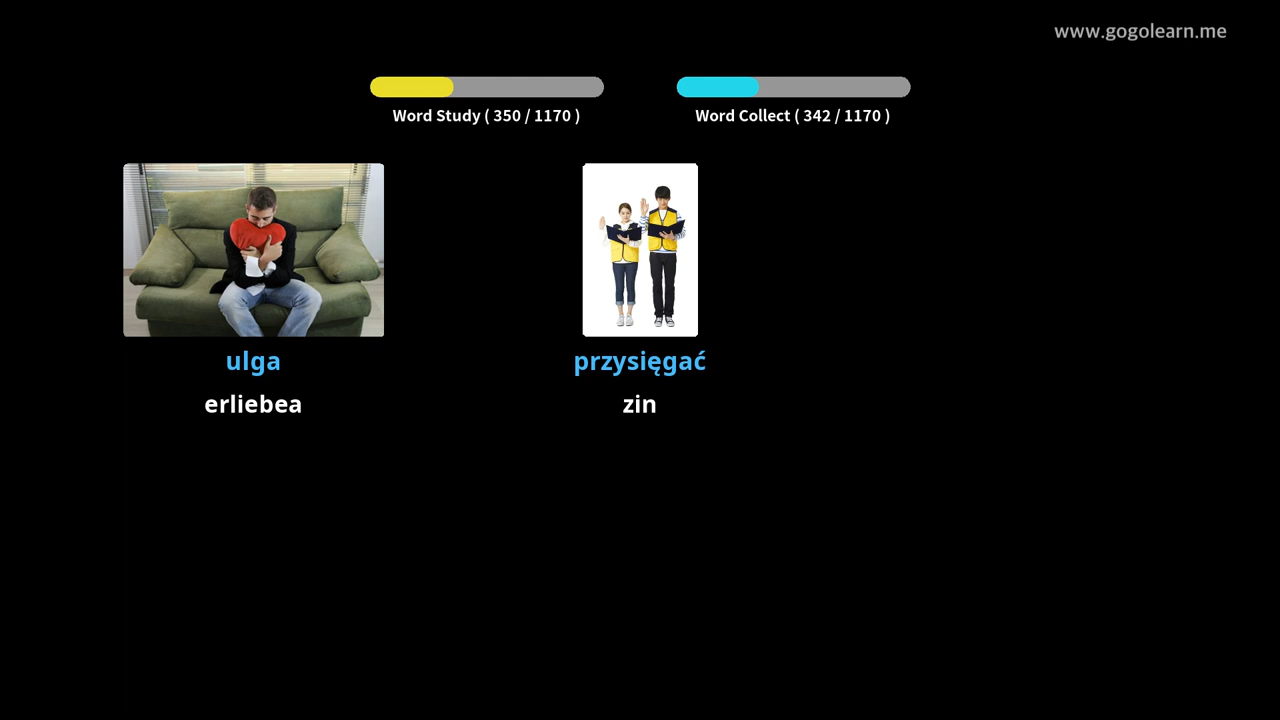 www.gogolearn.me
Word Study ( 350 / 1170 )
Word Collect ( 342 / 1170 )
ulga
przysięgać
erliebea
zin